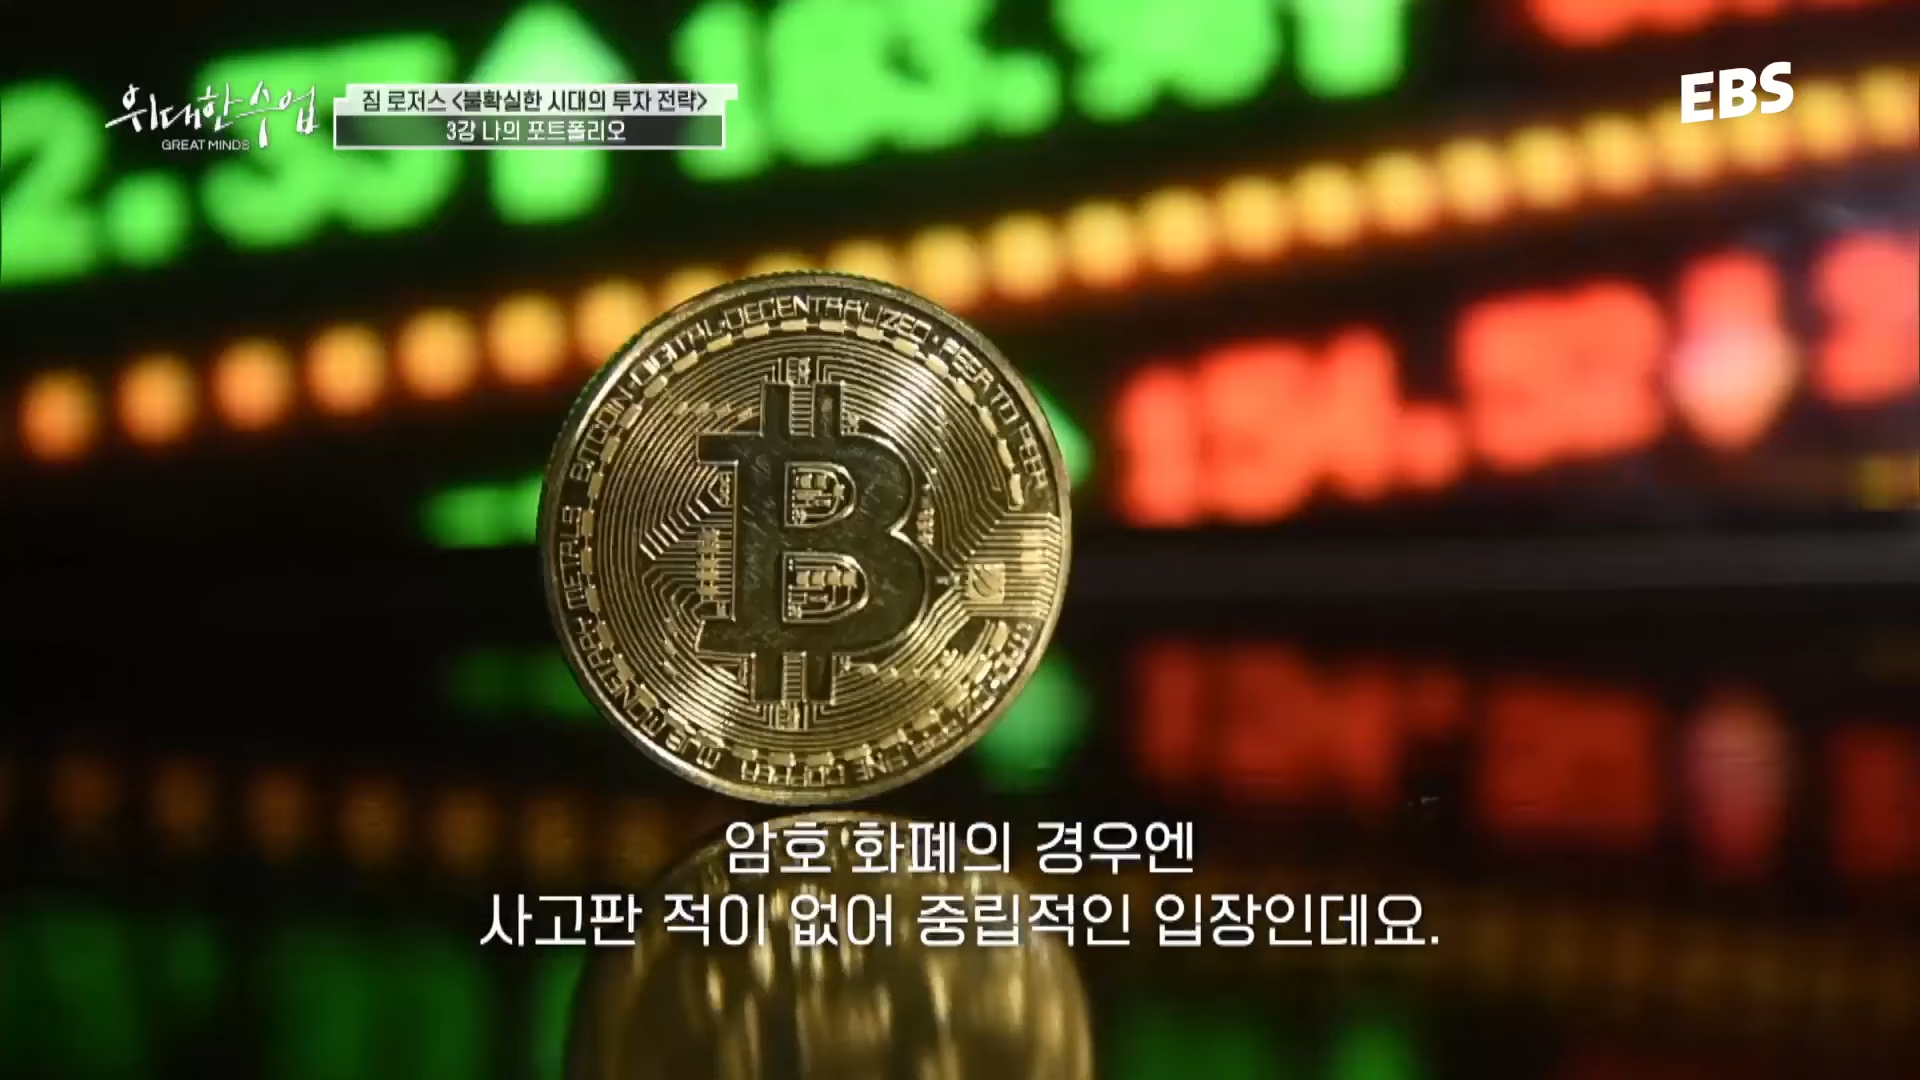 위대한 수업
GREAT MINDS
짐 로저스 <불확실한 시대의 투자 전략>
3강 나의 포트폴리오
EBS
BITCOIN·DIGITAL·DECENTRALIZED·PEER TO PEER
암호 화폐의 경우엔
사고판 적이 없어 중립적인 입장인데요.